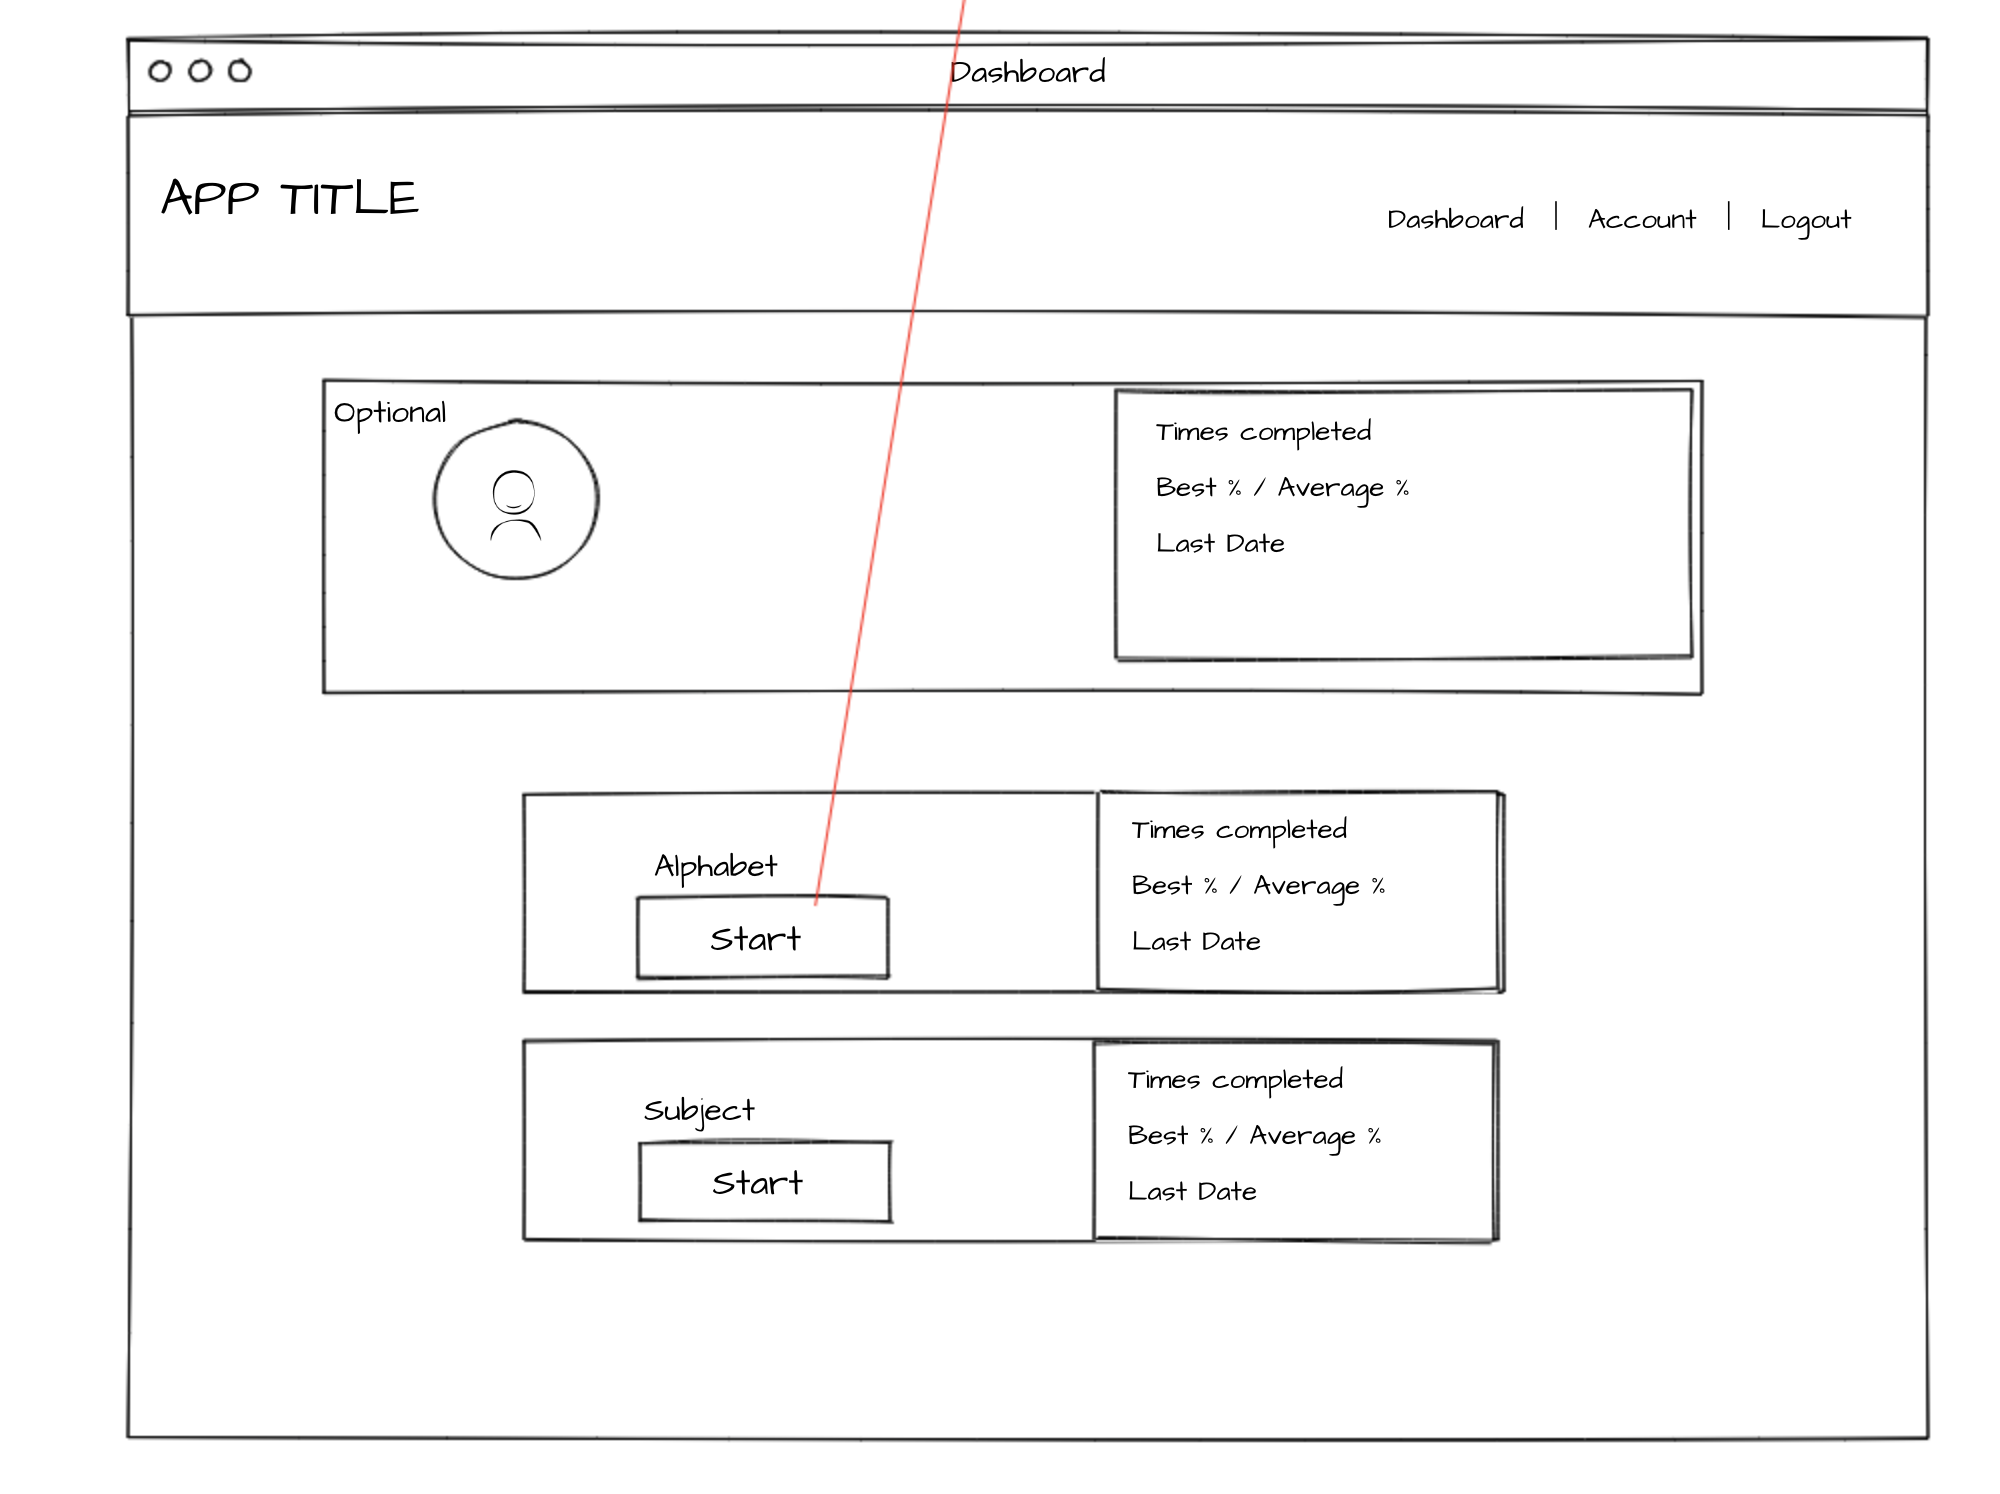 Dashboard
APP TITLE
Dashboard | Account | Logout
Optional
Times completed
Best % / Average %
Last Date
Alphabet
Start
Times completed
Best % / Average %
Last Date
Subject
Start
Times completed
Best % / Average %
Last Date